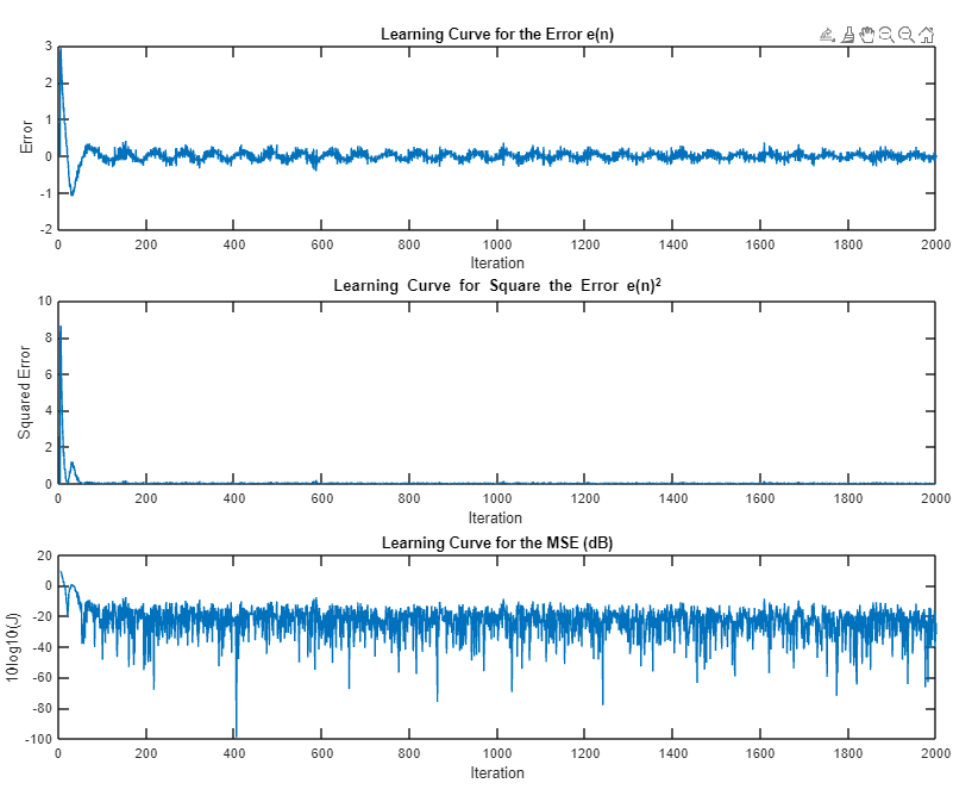 Learning Curve for the Error e(n)
3
2
1
0
-1
-2
Error
0 200 400 600 800 1000 1200 1400 1600 1800 2000
Iteration
Learning Curve for Square the Error e(n)²
10
8
6
4
2
0
Squared Error
0 200 400 600 800 1000 1200 1400 1600 1800 2000
Iteration
Learning Curve for the MSE (dB)
20
0
-20
-40
-60
-80
-100
10log10(J)
0 200 400 600 800 1000 1200 1400 1600 1800 2000
Iteration